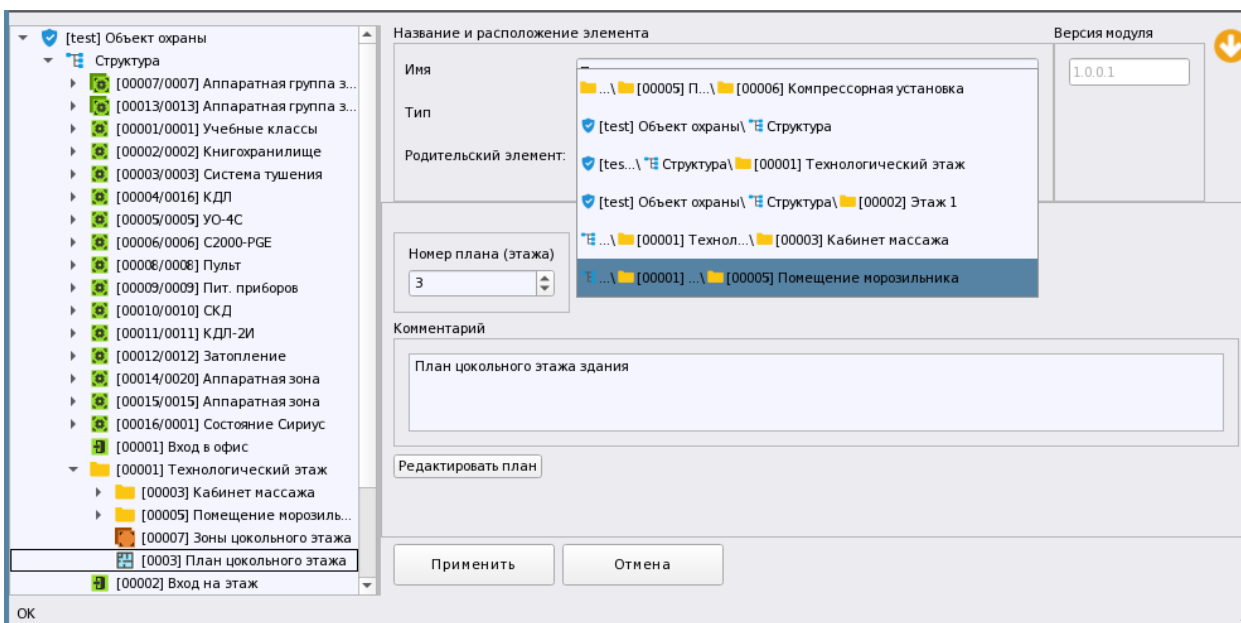 [test] Объект охраны
Структура
[00007/0007] Аппаратная группа з...
[00013/0013] Аппаратная группа з...
[00001/0001] Учебные классы
[00002/0002] Книгохранилище
[00003/0003] Система тушения
[00004/0016] КДЛ
[00005/0005] УО-4С
[00006/0006] С2000-PGE
[00008/0008] Пульт
[00009/0009] Пит. приборов
[00010/0010] СКД
[00011/0011] КДЛ-2И
[00012/0012] Затопление
[00014/0020] Аппаратная зона
[00015/0015] Аппаратная зона
[00016/0001] Состояние Сириус
[00001] Вход в офис
[00001] Технологический этаж
[00003] Кабинет массажа
[00005] Помещение морозиль...
[00007] Зоны цокольного этажа
[0003] План цокольного этажа
[00002] Вход на этаж
Название и расположение элемента
Имя
Тип
Родительский элемент:
...\ [00005] П...\ [00006] Компрессорная установка
[test] Объект охраны\ Структура
[tes...\ Структура\ [00001] Технологический этаж
[test] Объект охраны\ Структура\ [00002] Этаж 1
...\ [00001] Технол...\ [00003] Кабинет массажа
...\ [00001] ...\ [00005] Помещение морозильника
Версия модуля
1.0.0.1
Номер плана (этажа)
3
Комментарий
План цокольного этажа здания
Редактировать план
Применить
Отмена
OK